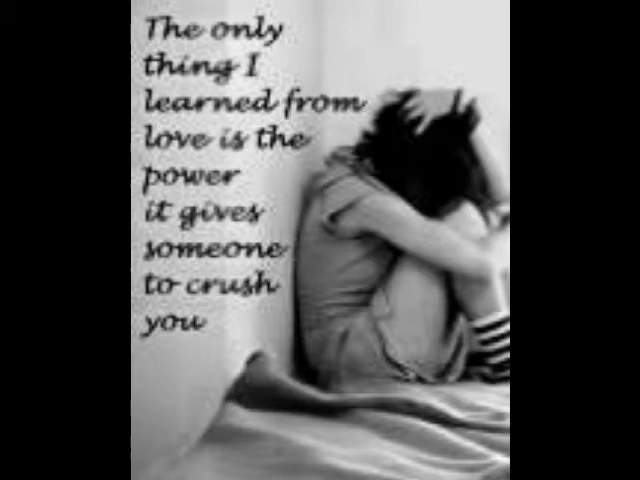 The only
thing I
learned from
love is the
power
it gives
someone
to crush
you